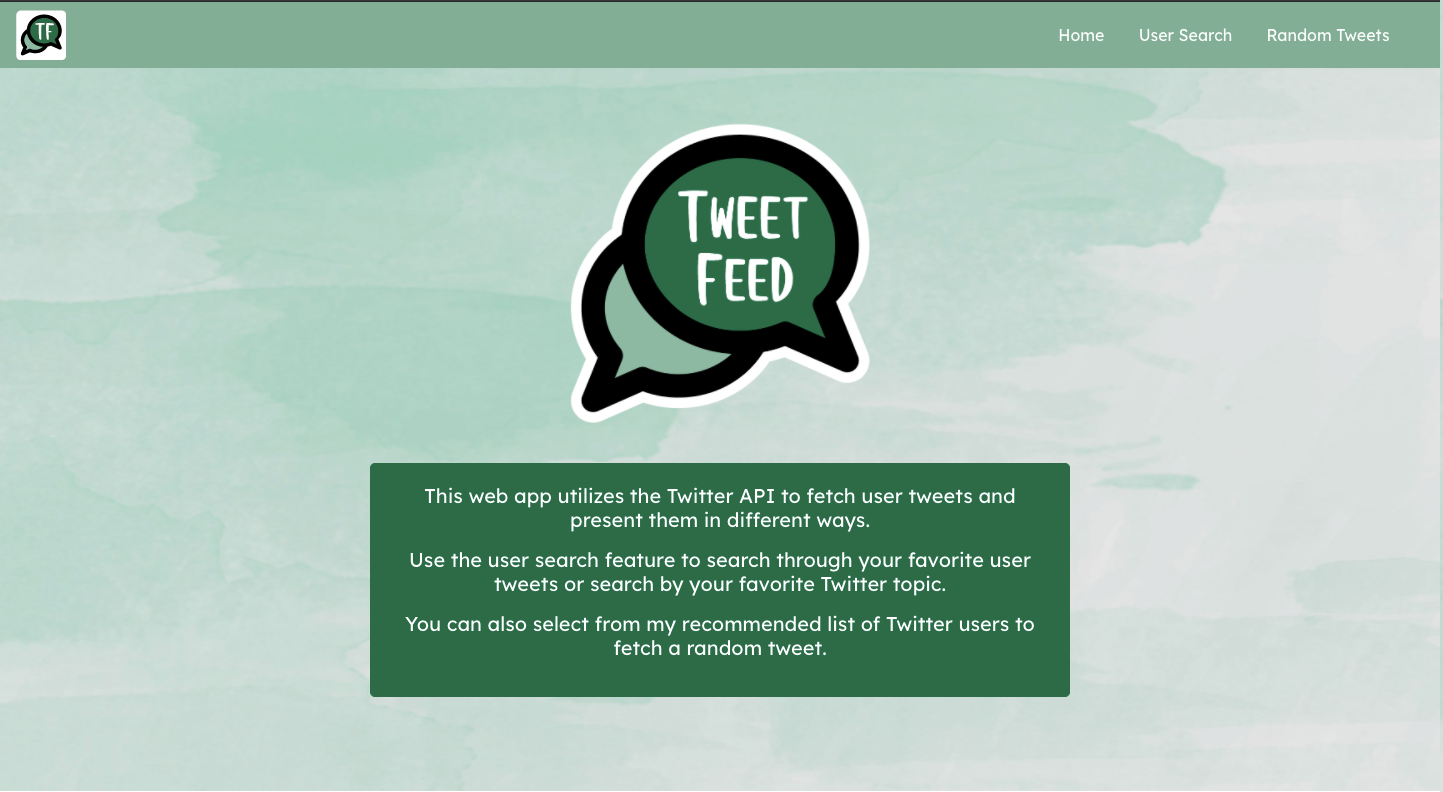 TF
Home User Search Random Tweets
TWEET
FEED
This web app utilizes the Twitter API to fetch user tweets and
present them in different ways.
Use the user search feature to search through your favorite user
tweets or search by your favorite Twitter topic.
You can also select from my recommended list of Twitter users to
fetch a random tweet.